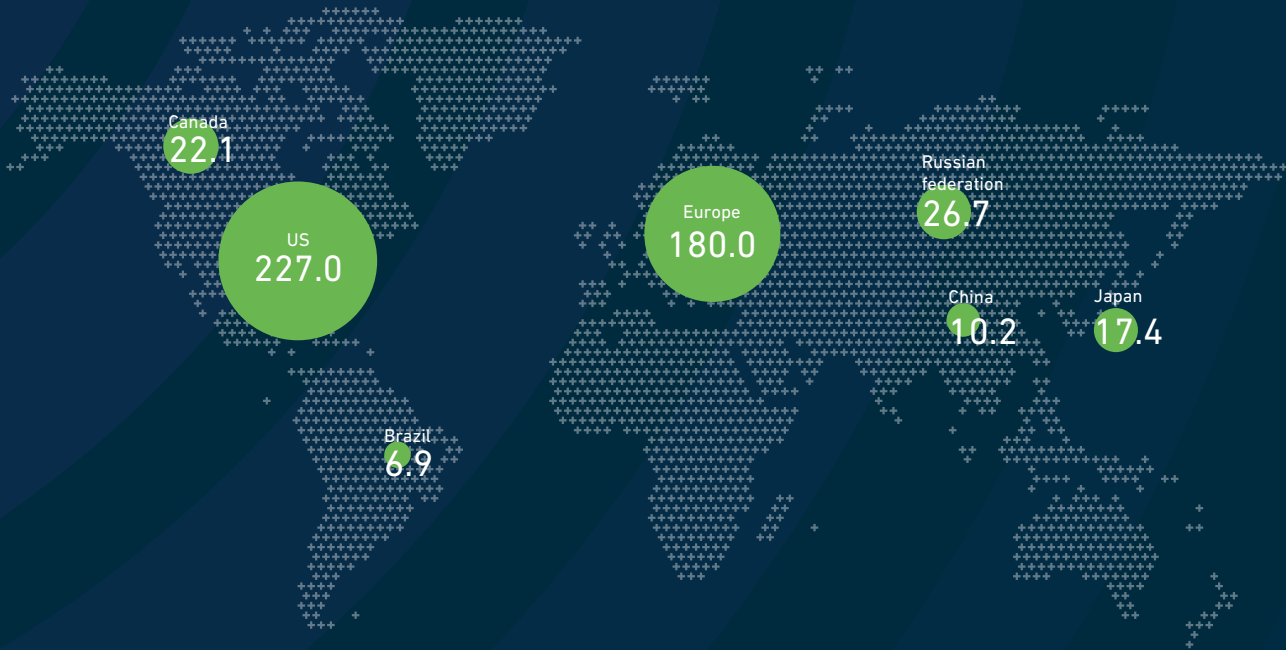 Canada
22.1
US
227.0
Europe
180.0
Russian
federation
26.7
China
10.2
Japan
17.4
Brazil
6.9